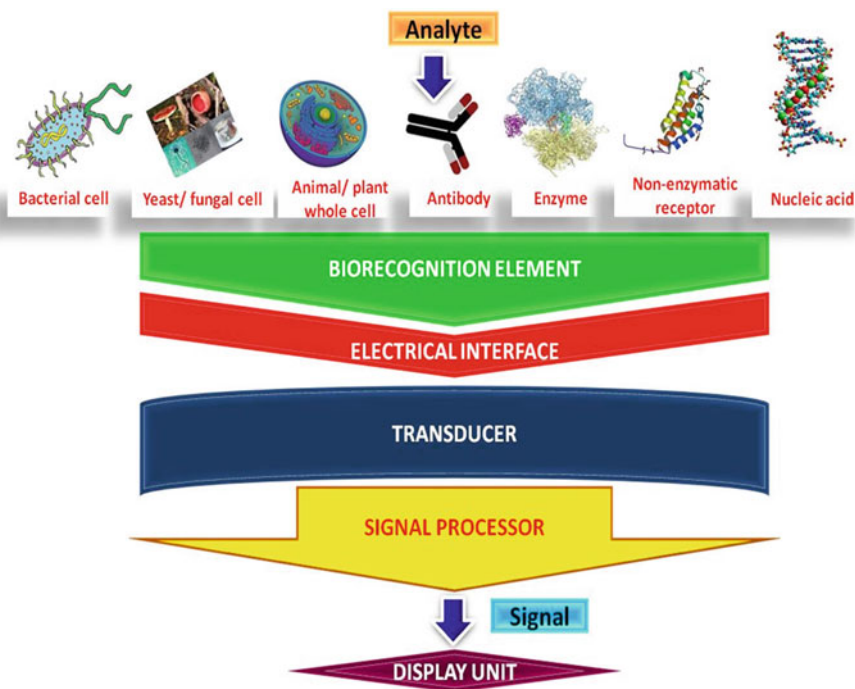 Analyte
Bacterial cell
Yeast/ fungal cell
Animal/ plant
whole cell
Antibody
Enzyme
Non-enzymatic
receptor
Nucleic acid
BIORECOGNITION ELEMENT
ELECTRICAL INTERFACE
TRANSDUCER
SIGNAL PROCESSOR
Signal
DISPLAY UNIT